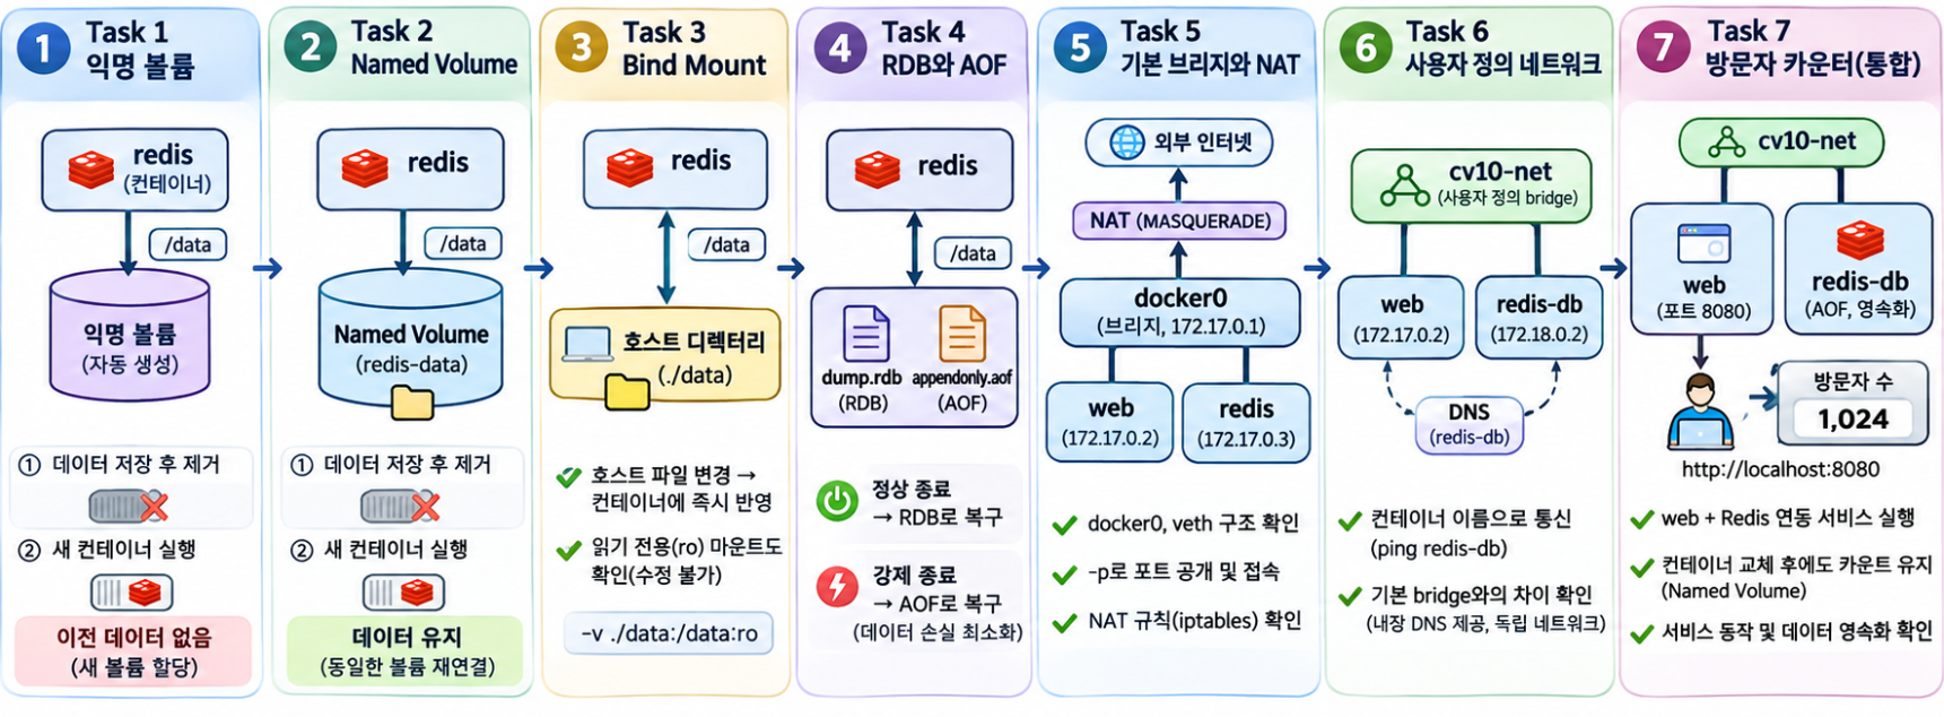 1
Task 1
익명 볼륨
redis
(컨테이너)
/data
익명 볼륨
(자동 생성)
① 데이터 저장 후 제거
② 새 컨테이너 실행
이전 데이터 없음
(새 볼륨 할당)
2
Task 2
Named Volume
redis
/data
Named Volume
(redis-data)
① 데이터 저장 후 제거
② 새 컨테이너 실행
데이터 유지
(동일한 볼륨 재연결)
3
Task 3
Bind Mount
redis
/data
호스트 디렉터리
(./data)
호스트 파일 변경 →
컨테이너에 즉시 반영
읽기 전용(ro) 마운트도
확인(수정 불가)
-v ./data:/data:ro
4
Task 4
RDB와 AOF
redis
/data
dump.rdb
(RDB)
appendonly.aof
(AOF)
정상 종료
→ RDB로 복구
강제 종료
→ AOF로 복구
(데이터 손실 최소화)
5
Task 5
기본 브리지와 NAT
외부 인터넷
NAT (MASQUERADE)
docker0
(브리지, 172.17.0.1)
web
(172.17.0.2)
redis
(172.17.0.3)
docker0, veth 구조 확인
-p로 포트 공개 및 접속
NAT 규칙(iptables) 확인
6
Task 6
사용자 정의 네트워크
cv10-net
(사용자 정의 bridge)
web
(172.17.0.2)
redis-db
(172.18.0.2)
DNS
(redis-db)
컨테이너 이름으로 통신
(ping redis-db)
기본 bridge와의 차이 확인
(내장 DNS 제공, 독립 네트워크)
7
Task 7
방문자 카운터(통합)
cv10-net
web
(포트 8080)
redis-db
(AOF, 영속화)
방문자 수
1,024
http://localhost:8080
web + Redis 연동 서비스 실행
컨테이너 교체 후에도 카운트 유지
(Named Volume)
서비스 동작 및 데이터 영속화 확인